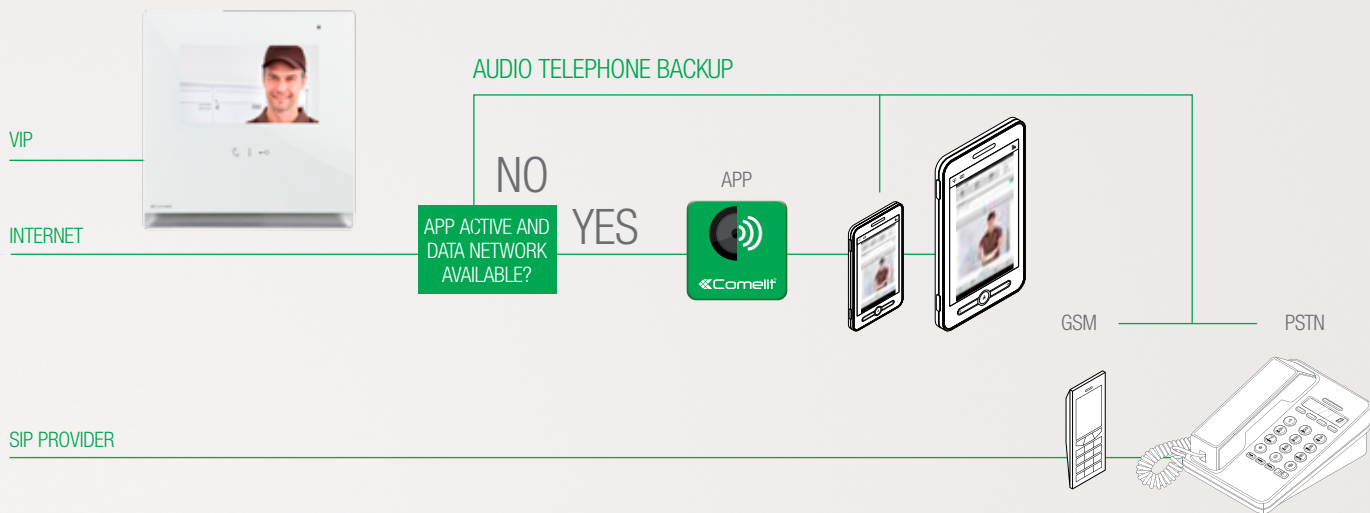 AUDIO TELEPHONE BACKUP
VIP
NO
APP
YES
APP ACTIVE AND
DATA NETWORK
AVAILABLE?
INTERNET
Comelit
GSM
PSTN
SIP PROVIDER